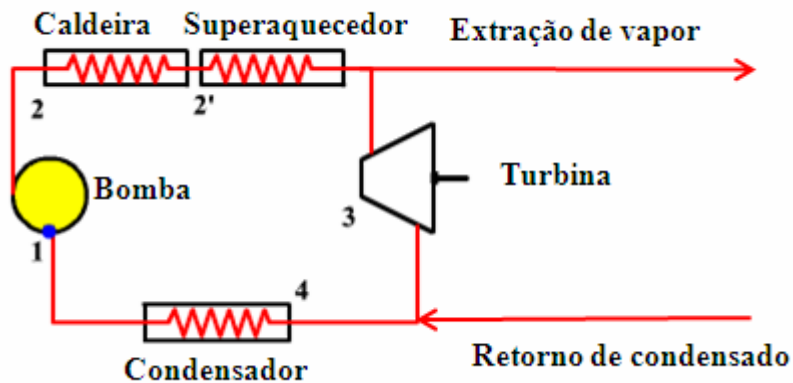 Caldeira
Superaquecedor
Extração de vapor
2
2'
Bomba
Turbina
3
1
4
Condensador
Retorno de condensado